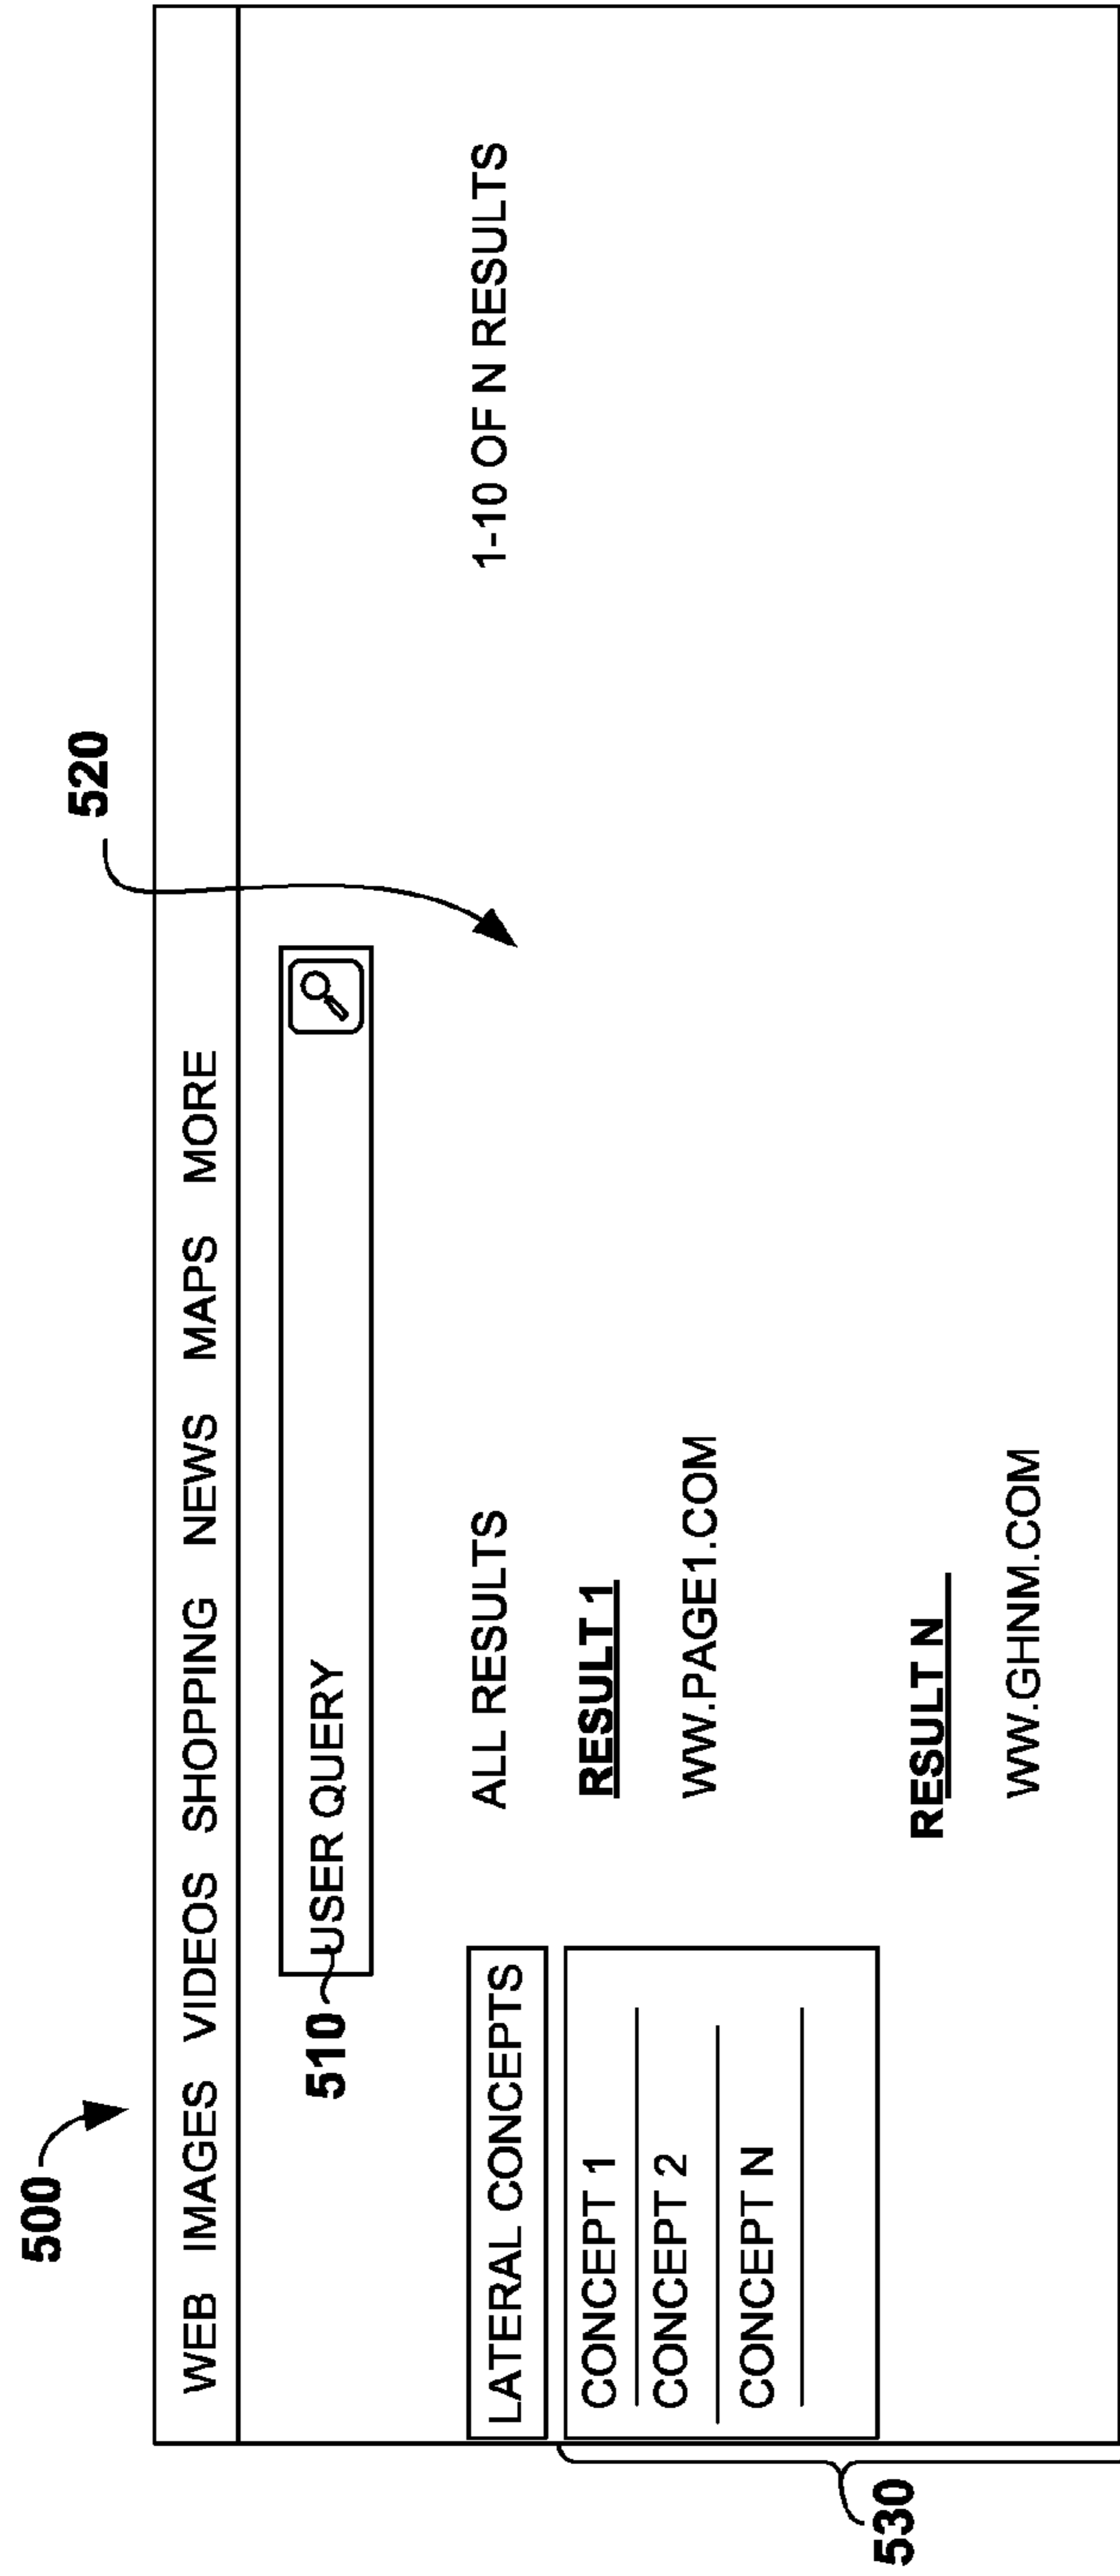 500
520
WEB IMAGES VIDEOS SHOPPING NEWS MAPS MORE
510 USER QUERY
LATERAL CONCEPTS
ALL RESULTS
1-10 OF N RESULTS
CONCEPT 1
CONCEPT 2
CONCEPT N
RESULT 1
WW.PAGE1.COM
RESULT N
WW.GHNM.COM
530